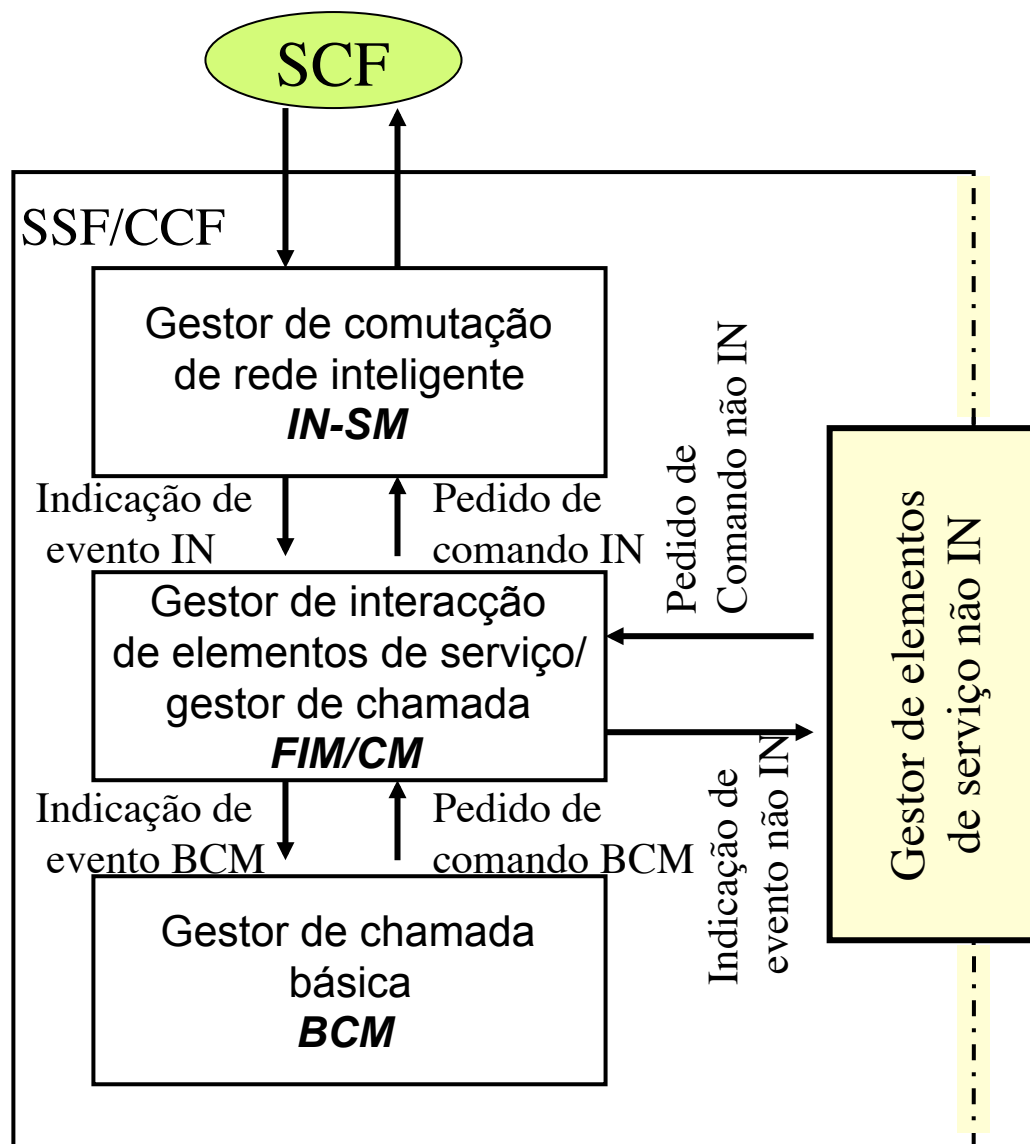 SCF
SSF/CCF
Gestor de comutação
de rede inteligente
IN-SM
Indicação de
evento IN
Pedido de
comando IN
Pedido de
Comando não IN
Gestor de interacção
de elementos de serviço/
gestor de chamada
FIM/CM
Indicação de
evento não IN
Gestor de elementos
de serviço não IN
Indicação de
evento BCM
Pedido de
comando BCM
Gestor de chamada
básica
BCM